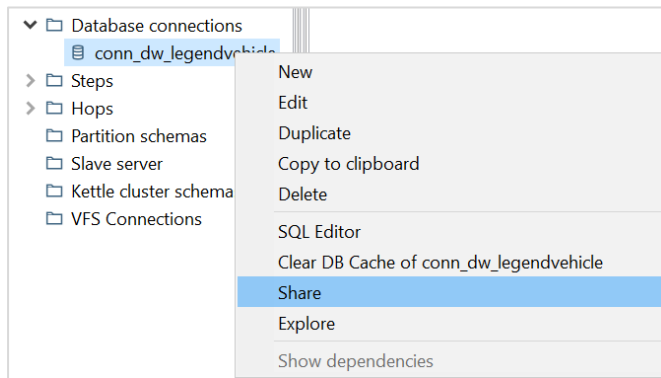 Database connections
conn_dw_legendvehicle
Steps
Hops
Partition schemas
Slave server
Kettle cluster schema
VFS Connections
New
Edit
Duplicate
Copy to clipboard
Delete
SQL Editor
Clear DB Cache of conn_dw_legendvehicle
Share
Explore
Show dependencies